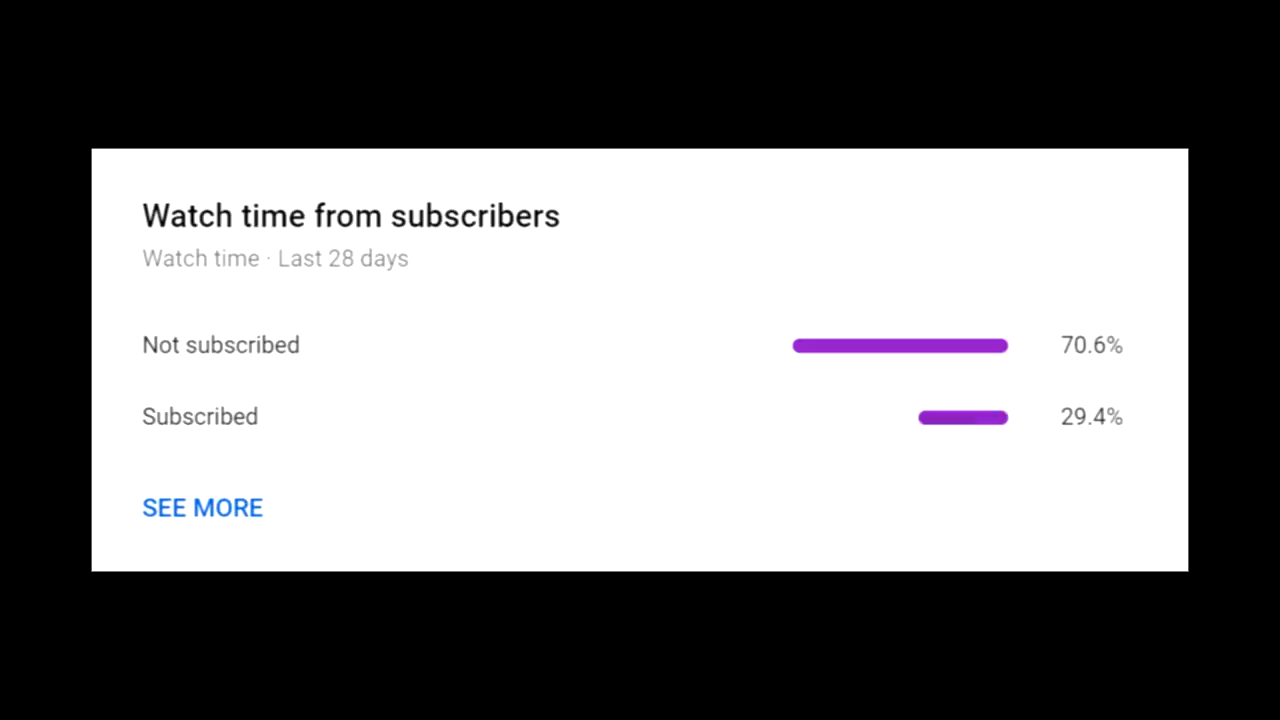 Watch time from subscribers
Watch time · Last 28 days
Not subscribed 70.6%
Subscribed 29.4%
SEE MORE